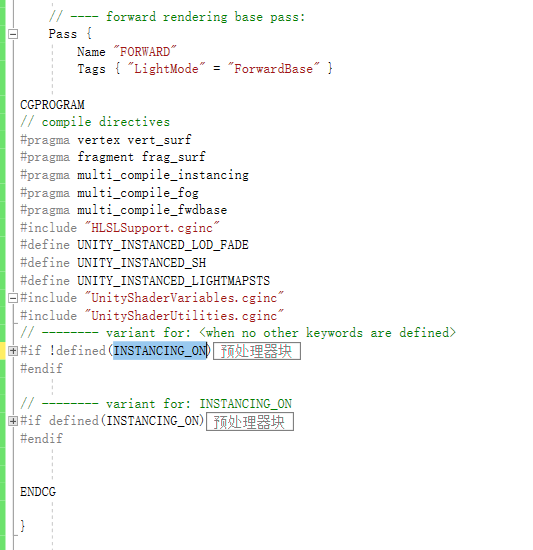 // ---- forward rendering base pass:
Pass {
Name "FORWARD"
Tags { "LightMode" = "ForwardBase" }
CGPROGRAM
// compile directives
#pragma vertex vert_surf
#pragma fragment frag_surf
#pragma multi_compile_instancing
#pragma multi_compile_fog
#pragma multi_compile_fwdbase
#include "HLSLSupport.cginc"
#define UNITY_INSTANCED_LOD_FADE
#define UNITY_INSTANCED_SH
#define UNITY_INSTANCED_LIGHTMAPSTS
#include "UnityShaderVariables.cginc"
#include "UnityShaderUtilities.cginc"
// -------- variant for: <when no other keywords are defined>
#if !defined(INSTANCING_ON) 预处理器块
#endif
// -------- variant for: INSTANCING_ON
#if defined(INSTANCING_ON) 预处理器块
#endif
ENDCG
}